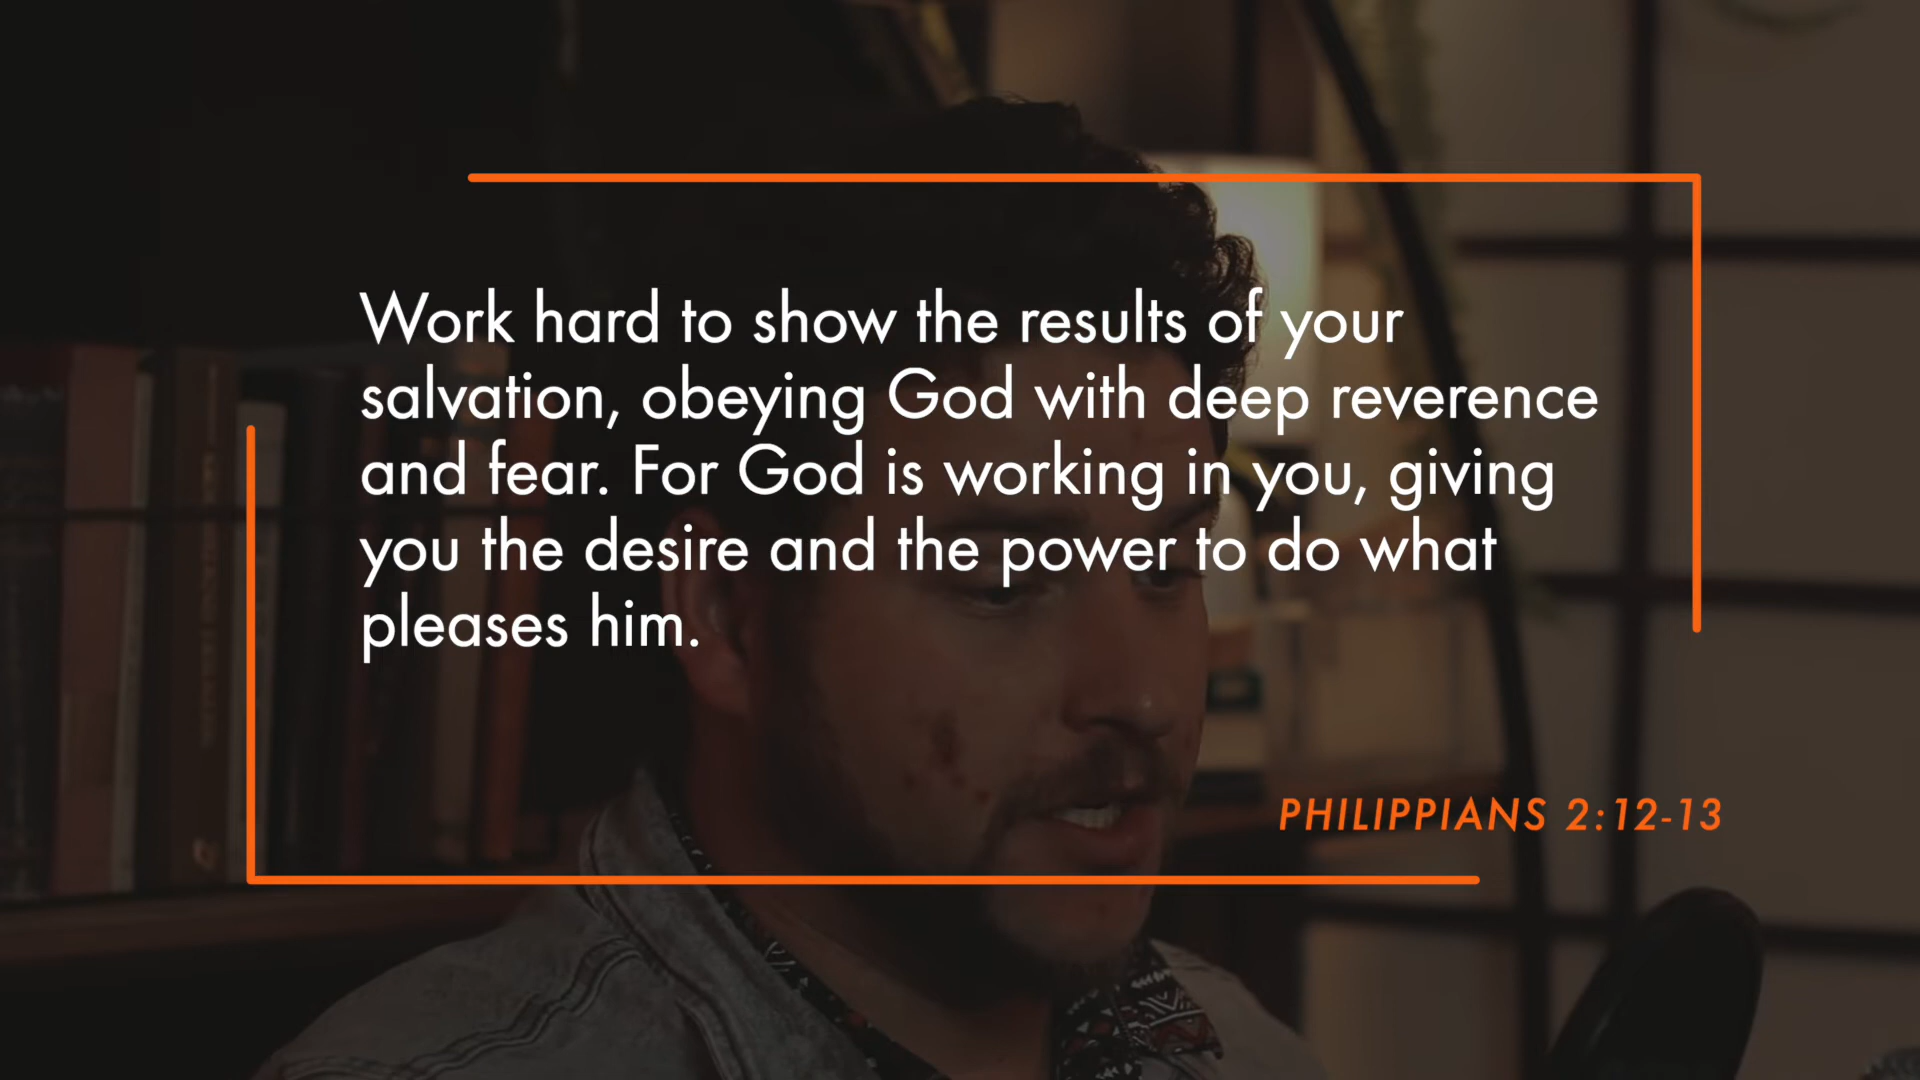 Work hard to show the results of your
salvation, obeying God with deep reverence
and fear. For God is working in you, giving
you the desire and the power to do what
pleases him.
PHILIPPIANS 2:12-13